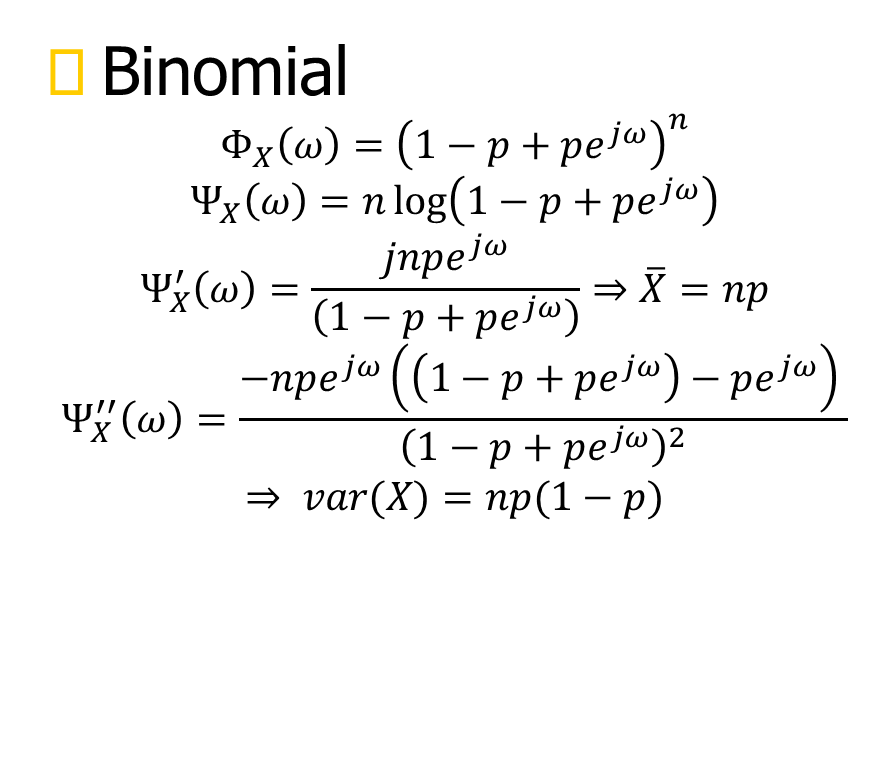 Binomial
Φ_X(ω) = (1 − p + pe^{jω})^n
Ψ_X(ω) = n log(1 − p + pe^{jω})
Ψ′_X(ω) = jnpe^{jω} / (1 − p + pe^{jω}) ⇒ X̄ = np
Ψ′′_X(ω) = −npe^{jω}((1 − p + pe^{jω}) − pe^{jω}) / (1 − p + pe^{jω})²
⇒ var(X) = np(1 − p)